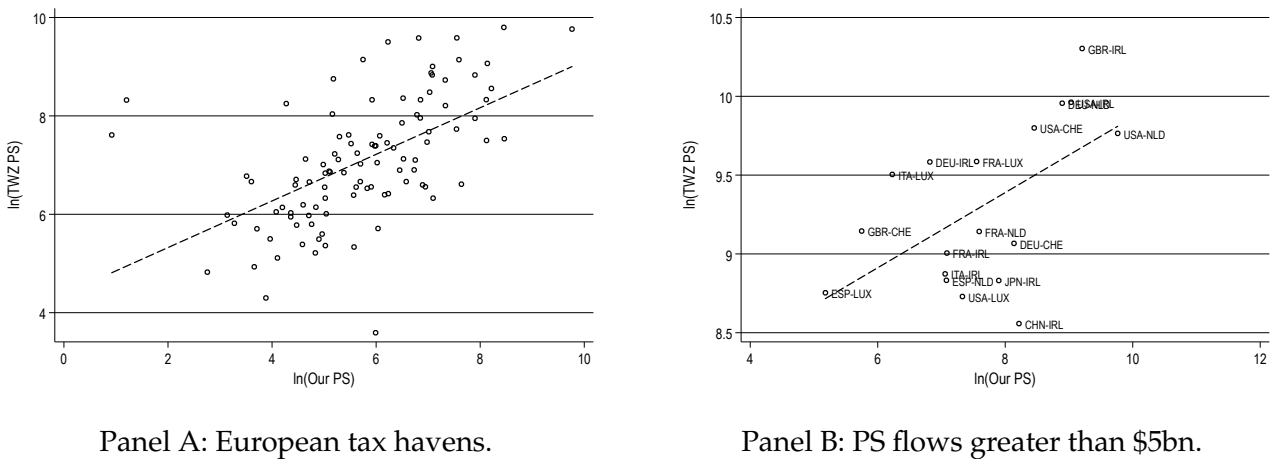 10
8
6
4
ln(TWZ PS)
0 2 4 6 8 10
ln(Our PS)
Panel A: European tax havens.
10.5
10
9.5
9
8.5
ln(TWZ PS)
GBR-IRL
DEU-NLD
USA-IRL
USA-CHE
USA-NLD
DEU-IRL
FRA-LUX
ITA-LUX
GBR-CHE
FRA-NLD
DEU-CHE
FRA-IRL
ITA-IRL
ESP-NLD
JPN-IRL
ESP-LUX
USA-LUX
CHN-IRL
4 6 8 10 12
ln(Our PS)
Panel B: PS flows greater than $5bn.